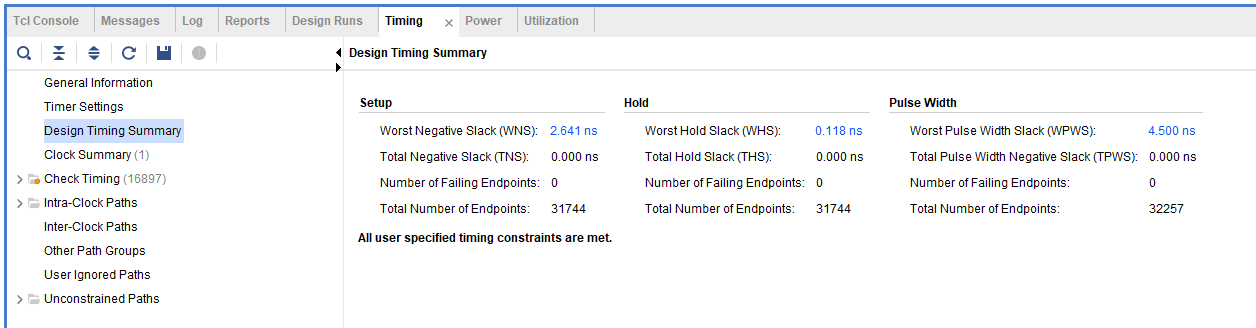 Tcl Console Messages Log Reports Design Runs Timing × Power Utilization
Design Timing Summary
General Information
Timer Settings
Design Timing Summary
Clock Summary (1)
Check Timing (16897)
Intra-Clock Paths
Inter-Clock Paths
Other Path Groups
User Ignored Paths
Unconstrained Paths
Setup Hold Pulse Width
Worst Negative Slack (WNS): 2.641 ns Worst Hold Slack (WHS): 0.118 ns Worst Pulse Width Slack (WPWS): 4.500 ns
Total Negative Slack (TNS): 0.000 ns Total Hold Slack (THS): 0.000 ns Total Pulse Width Negative Slack (TPWS): 0.000 ns
Number of Failing Endpoints: 0 Number of Failing Endpoints: 0 Number of Failing Endpoints: 0
Total Number of Endpoints: 31744 Total Number of Endpoints: 31744 Total Number of Endpoints: 32257
All user specified timing constraints are met.